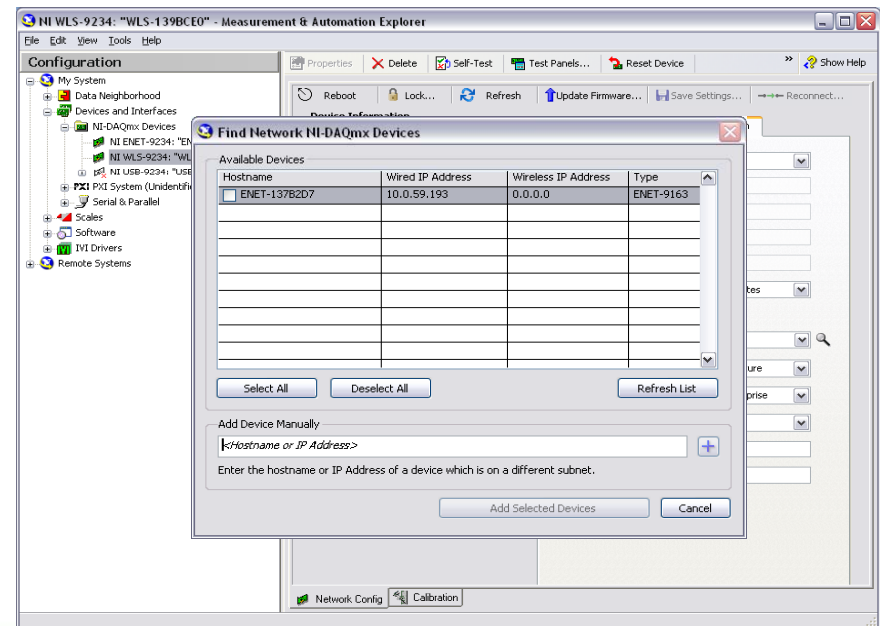 NI WLS-9234: "WLS-139BCE0" - Measurement & Automation Explorer
File Edit View Tools Help
Configuration
Properties Delete Self-Test Test Panels... Reset Device » Show Help
My System
Data Neighborhood
Devices and Interfaces
NI-DAQmx Devices
NI ENET-9234: "EN
NI WLS-9234: "WL
NI USB-9234: "USB
PXI PXI System (Unidentifi
Serial & Parallel
Scales
Software
IVI Drivers
Remote Systems
Reboot Lock... Refresh Update Firmware... Save Settings... Reconnect...
Device Information
Find Network NI-DAQmx Devices
Available Devices
Hostname Wired IP Address Wireless IP Address Type
ENET-137B2D7 10.0.59.193 0.0.0.0 ENET-9163
Select All Deselect All Refresh List
Add Device Manually
<Hostname or IP Address>
Enter the hostname or IP Address of a device which is on a different subnet.
Add Selected Devices Cancel
tes
ure
prise
Network Config Calibration